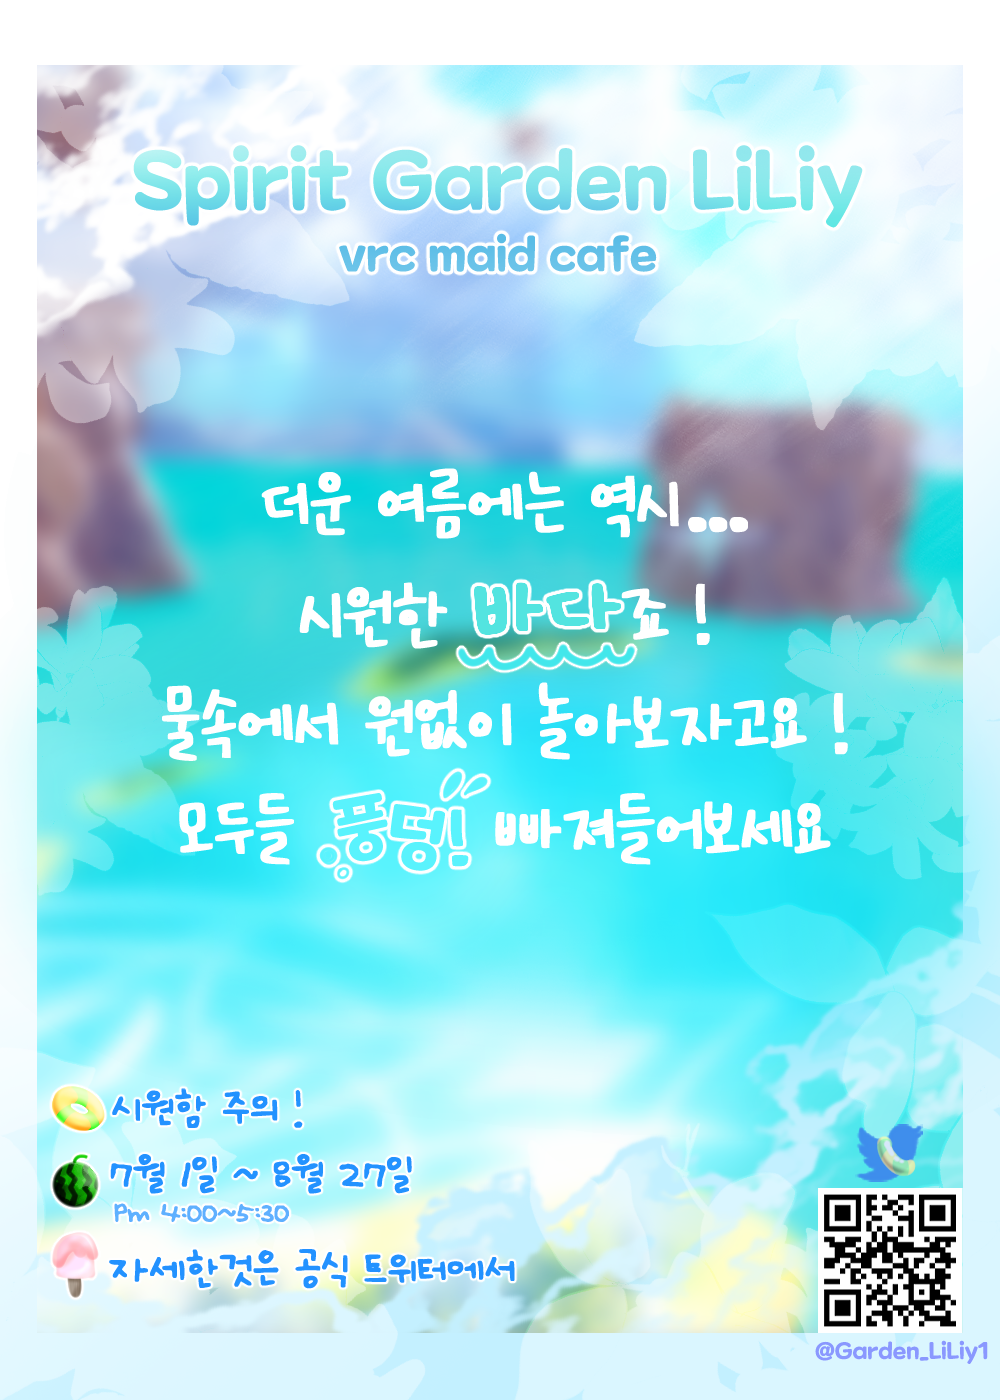 Spirit Garden LiLiy
vrc maid cafe
더운 여름에는 역시...
시원한 바다죠 !
물속에서 원없이 놀아보자고요 !
모두들 풍덩! 빠져들어보세요
시원함 주의 !
7월 1일 ~ 8월 27일
Pm 4:00~5:30
자세한것은 공식 트위터에서
@Garden_LiLiy1